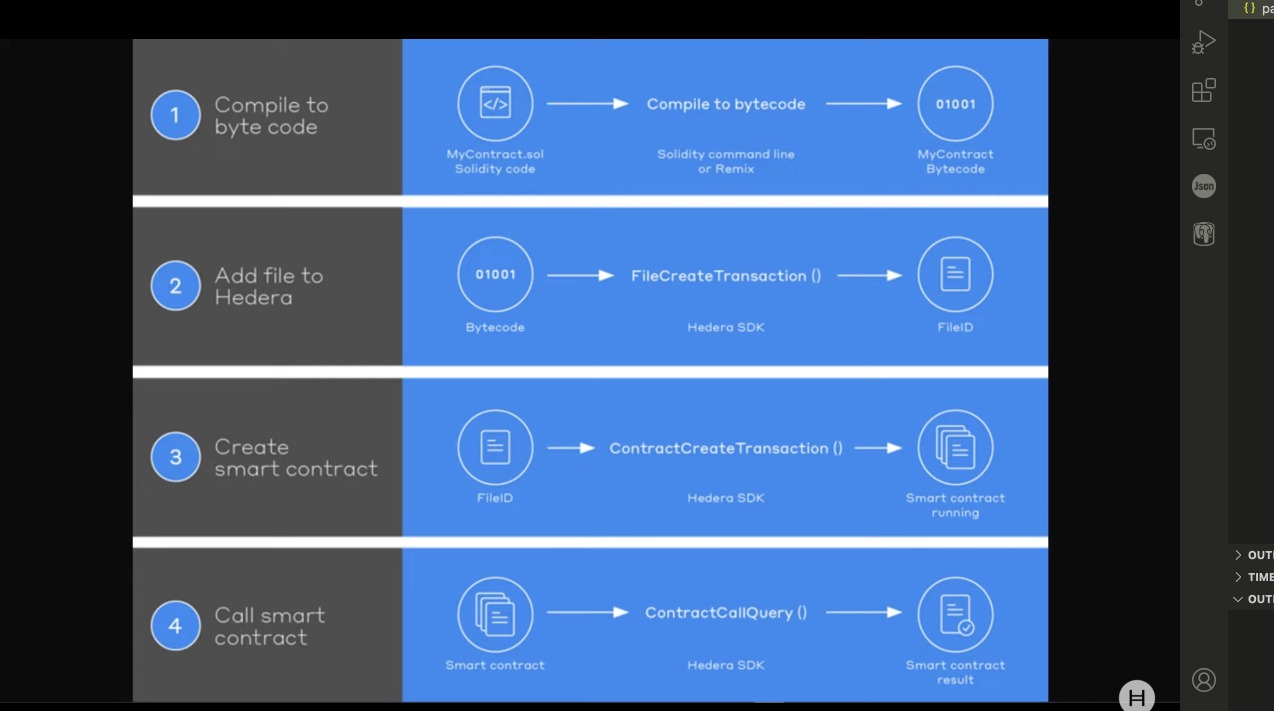 pa
1
Compile to
byte code
</>
Compile to bytecode
01001
MyContract.sol
Solidity code
Solidity command line
or Remix
MyContract
Bytecode
2
Add file to
Hedera
01001
FileCreateTransaction ()
Bytecode
Hedera SDK
FileID
3
Create
smart contract
ContractCreateTransaction ()
FileID
Hedera SDK
Smart contract
running
4
Call smart
contract
ContractCallQuery ()
Smart contract
Hedera SDK
Smart contract
result
H
Json
TIME